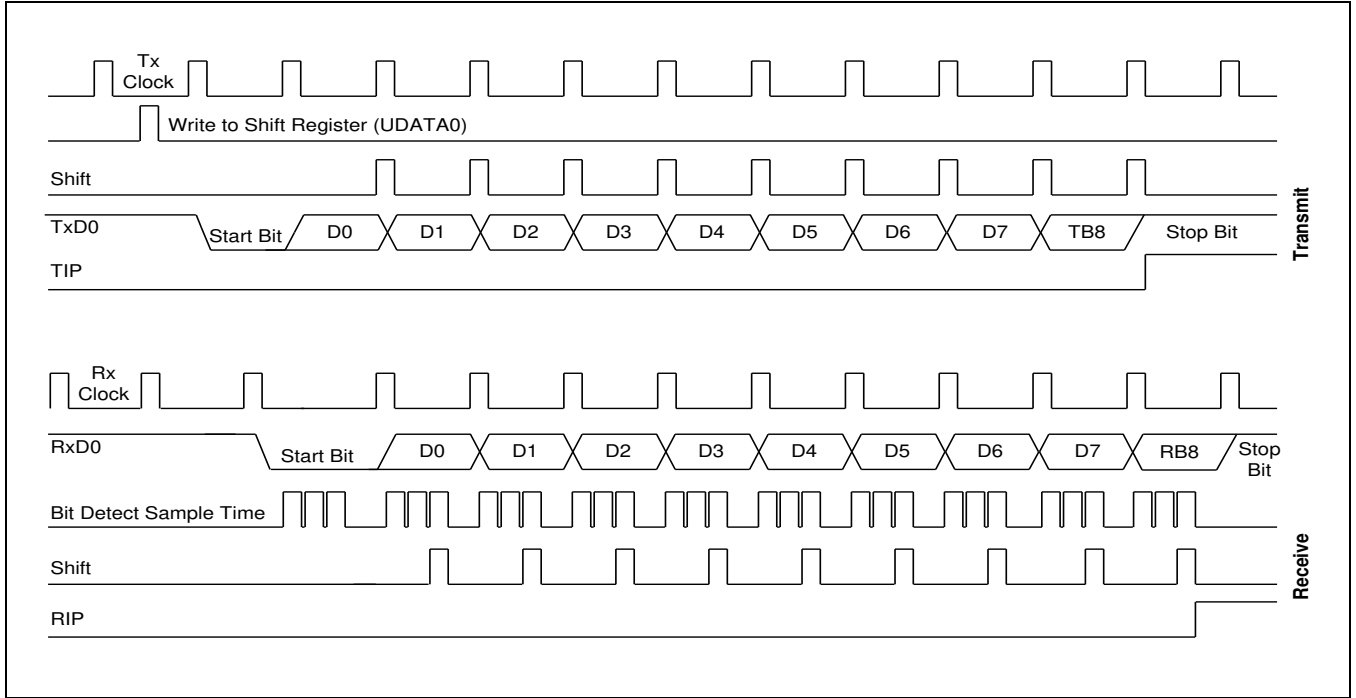 Tx
Clock
Write to Shift Register (UDATA0)
Shift
TxD0
Start Bit
D0
D1
D2
D3
D4
D5
D6
D7
TB8
Stop Bit
TIP
Transmit
Rx
Clock
RxD0
Start Bit
D0
D1
D2
D3
D4
D5
D6
D7
RB8
Stop
Bit
Bit Detect Sample Time
Shift
RIP
Receive